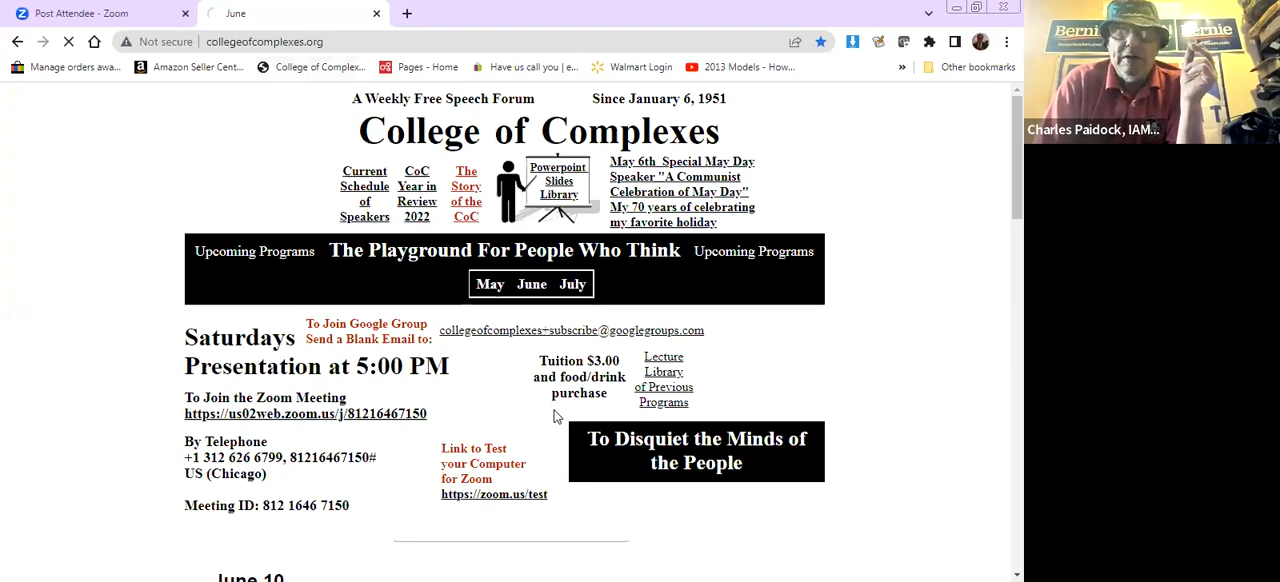 Post Attendee - Zoom
June
Not secure
collegeofcomplexes.org
Manage orders awa...
Amazon Seller Cent...
College of Complex...
Pages - Home
Have us call you | e...
Walmart Login
2013 Models - How...
»
Other bookmarks
Charles Paidock, IAM...
A Weekly Free Speech Forum
Since January 6, 1951
College of Complexes
Current
Schedule
of
Speakers
CoC
Year in
Review
2022
The
Story
of the
CoC
Powerpoint
Slides
Library
May 6th Special May Day
Speaker "A Communist
Celebration of May Day"
My 70 years of celebrating
my favorite holiday
Upcoming Programs
The Playground For People Who Think
Upcoming Programs
May June July
Saturdays
Presentation at 5:00 PM
To Join Google Group
Send a Blank Email to:
collegeofcomplexes+subscribe@googlegroups.com
Tuition $3.00
and food/drink
purchase
Lecture
Library
of Previous
Programs
To Join the Zoom Meeting
https://us02web.zoom.us/j/81216467150
By Telephone
+1 312 626 6799, 81216467150#
US (Chicago)
Meeting ID: 812 1646 7150
Link to Test
your Computer
for Zoom
https://zoom.us/test
To Disquiet the Minds of
the People
June 10